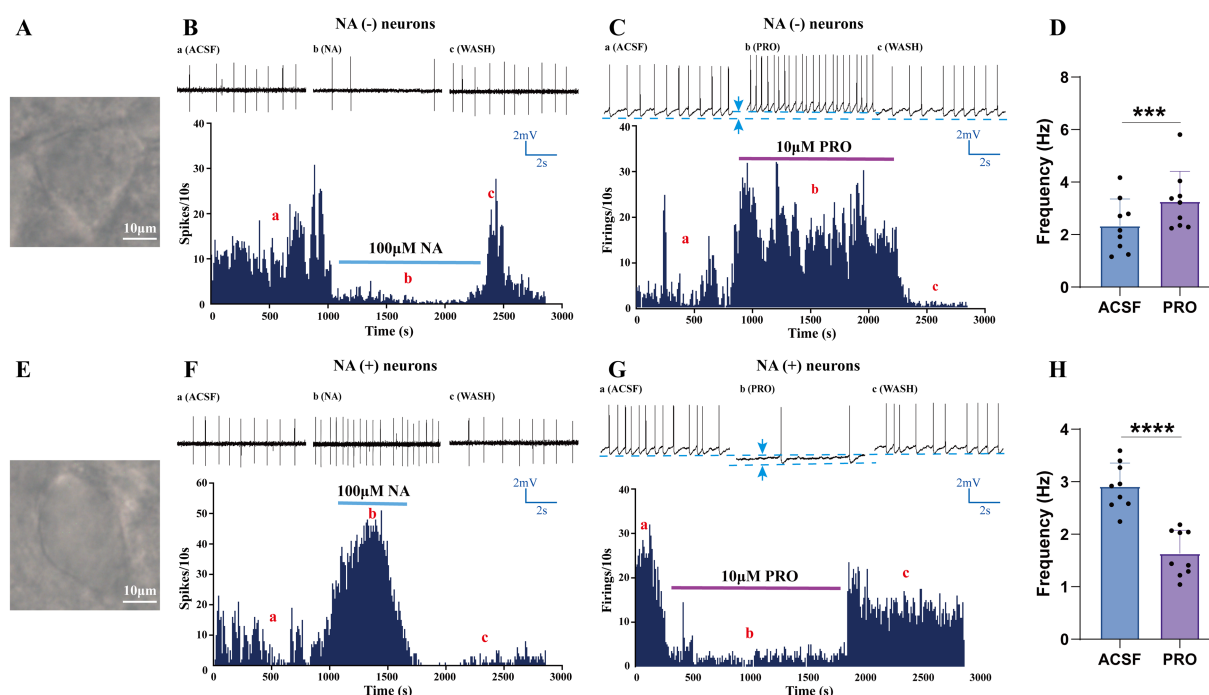 A
10μm
B
NA (-) neurons
a (ACSF)
b (NA)
c (WASH)
2mV
2s
Spikes/10s
40
30
20
10
0
a
100μM NA
b
c
0
500
1000
1500
2000
2500
3000
Time (s)
C
NA (-) neurons
a (ACSF)
b (PRO)
c (WASH)
2mV
2s
Firings/10s
40
30
20
10
0
10μM PRO
a
b
c
0
500
1000
1500
2000
2500
3000
Time (s)
D
Frequency (Hz)
8
6
4
2
0
***
ACSF
PRO
E
10μm
F
NA (+) neurons
a (ACSF)
b (NA)
c (WASH)
2mV
2s
Spikes/10s
60
50
40
30
20
10
0
100μM NA
b
a
c
0
500
1000
1500
2000
2500
3000
Time (s)
G
NA (+) neurons
a (ACSF)
b (PRO)
c (WASH)
2mV
2s
Firings/10s
40
30
20
10
0
a
10μM PRO
b
c
0
500
1000
1500
2000
2500
3000
Time (s)
H
Frequency (Hz)
4
3
2
1
0
****
ACSF
PRO